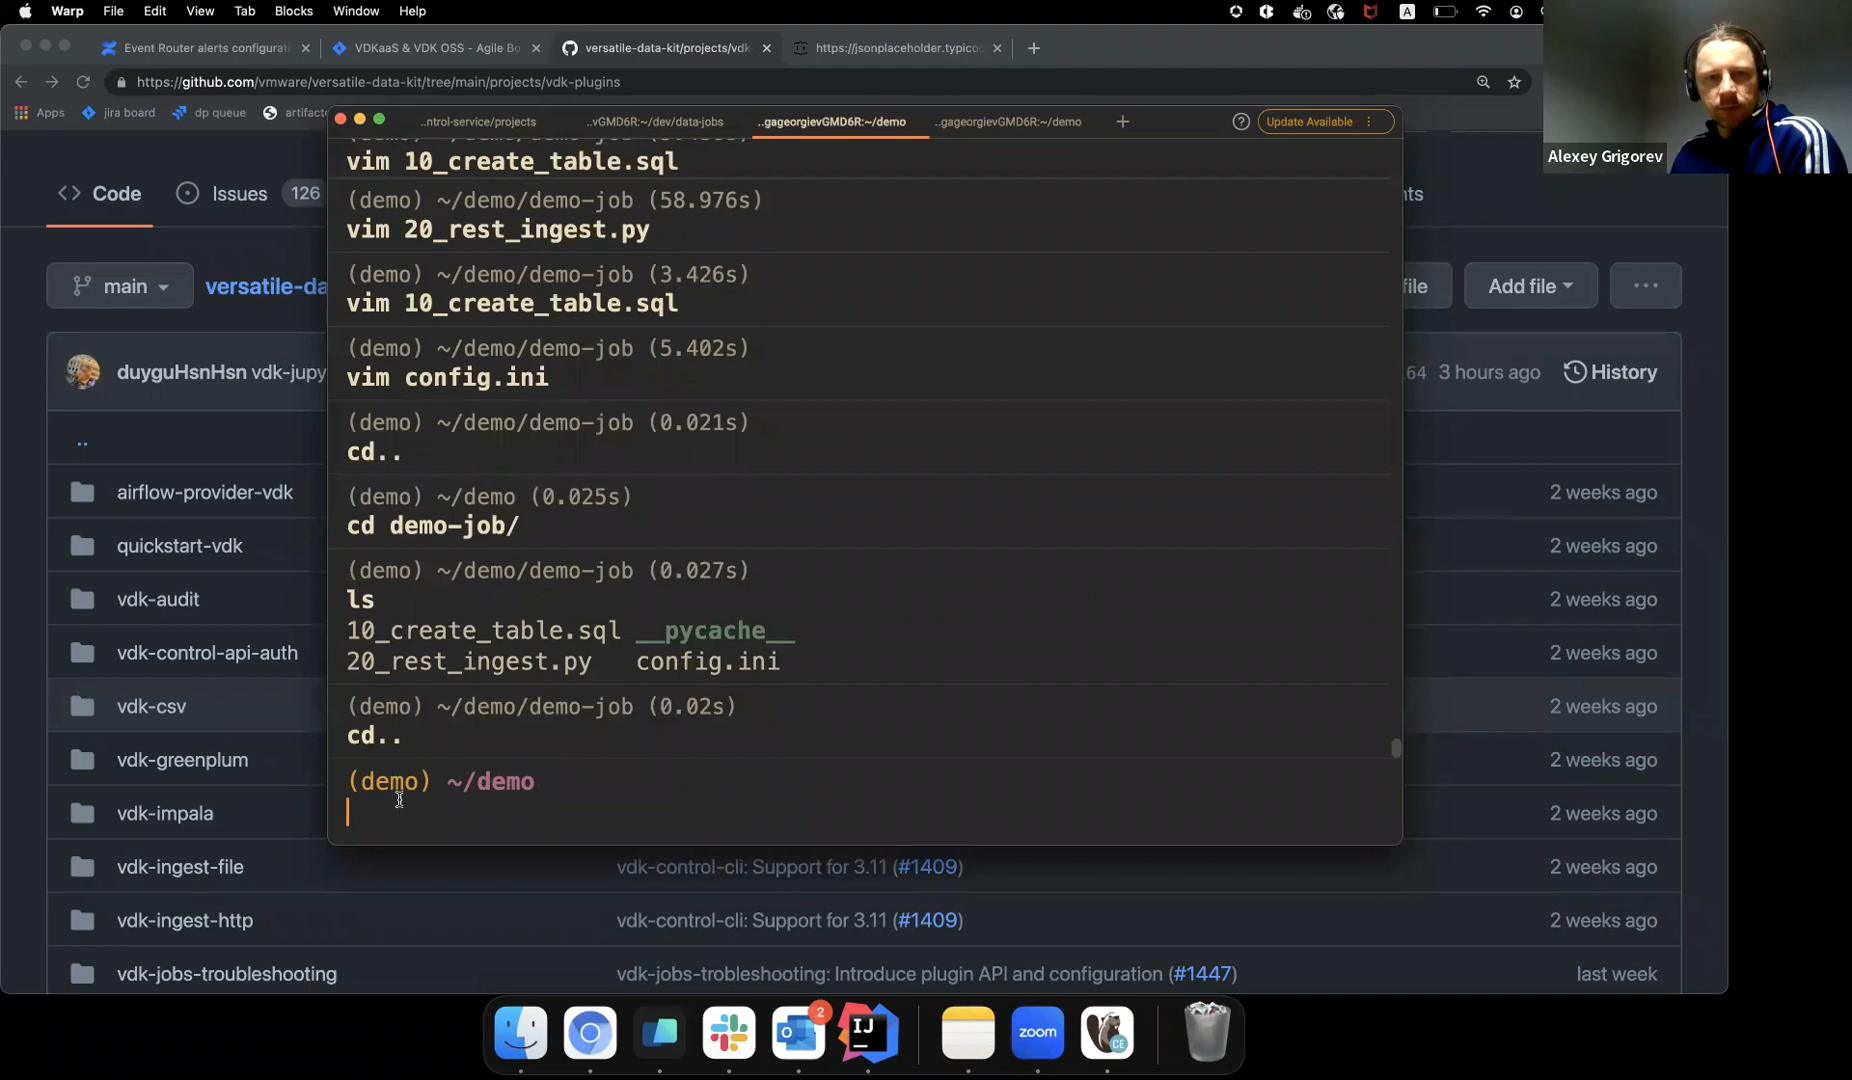 Warp File Edit View Tab Blocks Window Help
Event Router alerts configurati
VDKaaS & VDK OSS - Agile Bo
versatile-data-kit/projects/vdk-
https://jsonplaceholder.typicod
https://github.com/vmware/versatile-data-kit/tree/main/projects/vdk-plugins
Apps jira board dp queue artifacto
..ntrol-service/projects ..vGMD6R:~/dev/data-jobs ..gageorgievGMD6R:~/demo ..gageorgievGMD6R:~/demo Update Available
Alexey Grigorev
Code Issues 126
nts
main versatile-da
file Add file
duyguHsnHsn vdk-jupy
64 3 hours ago History
..
airflow-provider-vdk 2 weeks ago
quickstart-vdk 2 weeks ago
vdk-audit 2 weeks ago
vdk-control-api-auth 2 weeks ago
vdk-csv 2 weeks ago
vdk-greenplum 2 weeks ago
vdk-impala 2 weeks ago
vdk-ingest-file vdk-control-cli: Support for 3.11 (#1409) 2 weeks ago
vdk-ingest-http vdk-control-cli: Support for 3.11 (#1409) 2 weeks ago
vdk-jobs-troubleshooting vdk-jobs-trobleshooting: Introduce plugin API and configuration (#1447) last week
vim 10_create_table.sql
(demo) ~/demo/demo-job (58.976s)
vim 20_rest_ingest.py
(demo) ~/demo/demo-job (3.426s)
vim 10_create_table.sql
(demo) ~/demo/demo-job (5.402s)
vim config.ini
(demo) ~/demo/demo-job (0.021s)
cd..
(demo) ~/demo (0.025s)
cd demo-job/
(demo) ~/demo/demo-job (0.027s)
ls
10_create_table.sql __pycache__
20_rest_ingest.py config.ini
(demo) ~/demo/demo-job (0.02s)
cd..
(demo) ~/demo
2
IJ
zoom
CE